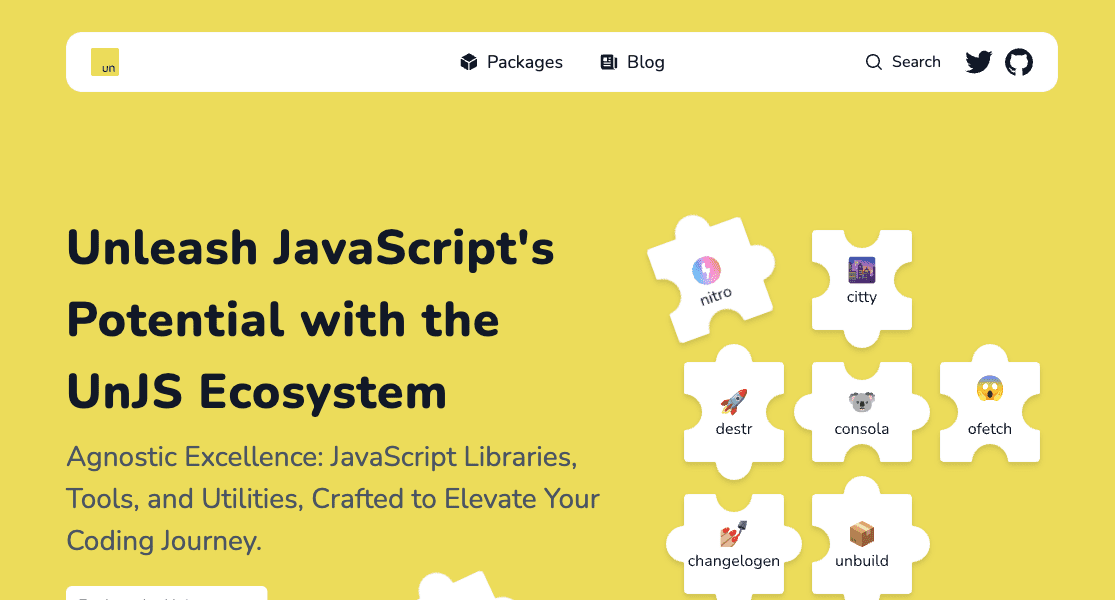 un
Packages
Blog
Search
Unleash JavaScript's
Potential with the
UnJS Ecosystem
Agnostic Excellence: JavaScript Libraries,
Tools, and Utilities, Crafted to Elevate Your
Coding Journey.
nitro
citty
destr
consola
ofetch
changelogen
unbuild